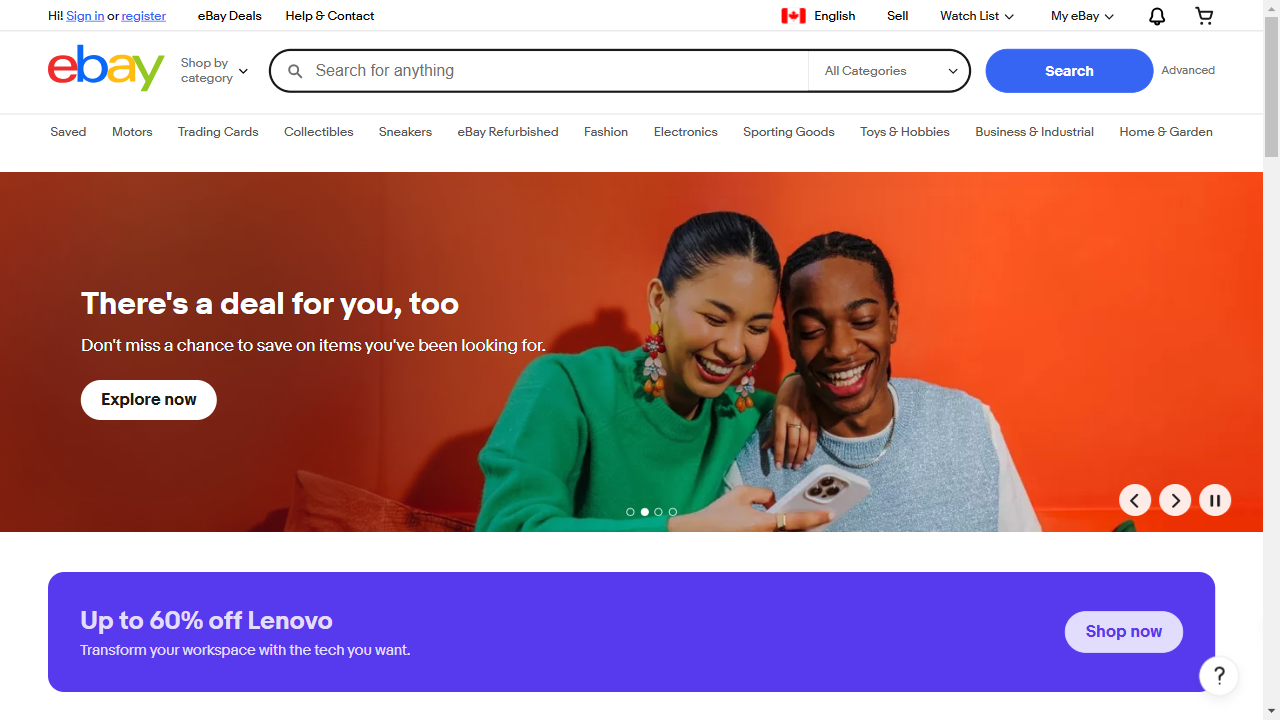 Hi! Sign in or register eBay Deals Help & Contact English Sell Watch List My eBay
ebay Shop by category Search for anything All Categories Search Advanced
Saved Motors Trading Cards Collectibles Sneakers eBay Refurbished Fashion Electronics Sporting Goods Toys & Hobbies Business & Industrial Home & Garden
There's a deal for you, too
Don't miss a chance to save on items you've been looking for.
Explore now
Up to 60% off Lenovo
Transform your workspace with the tech you want.
Shop now
?